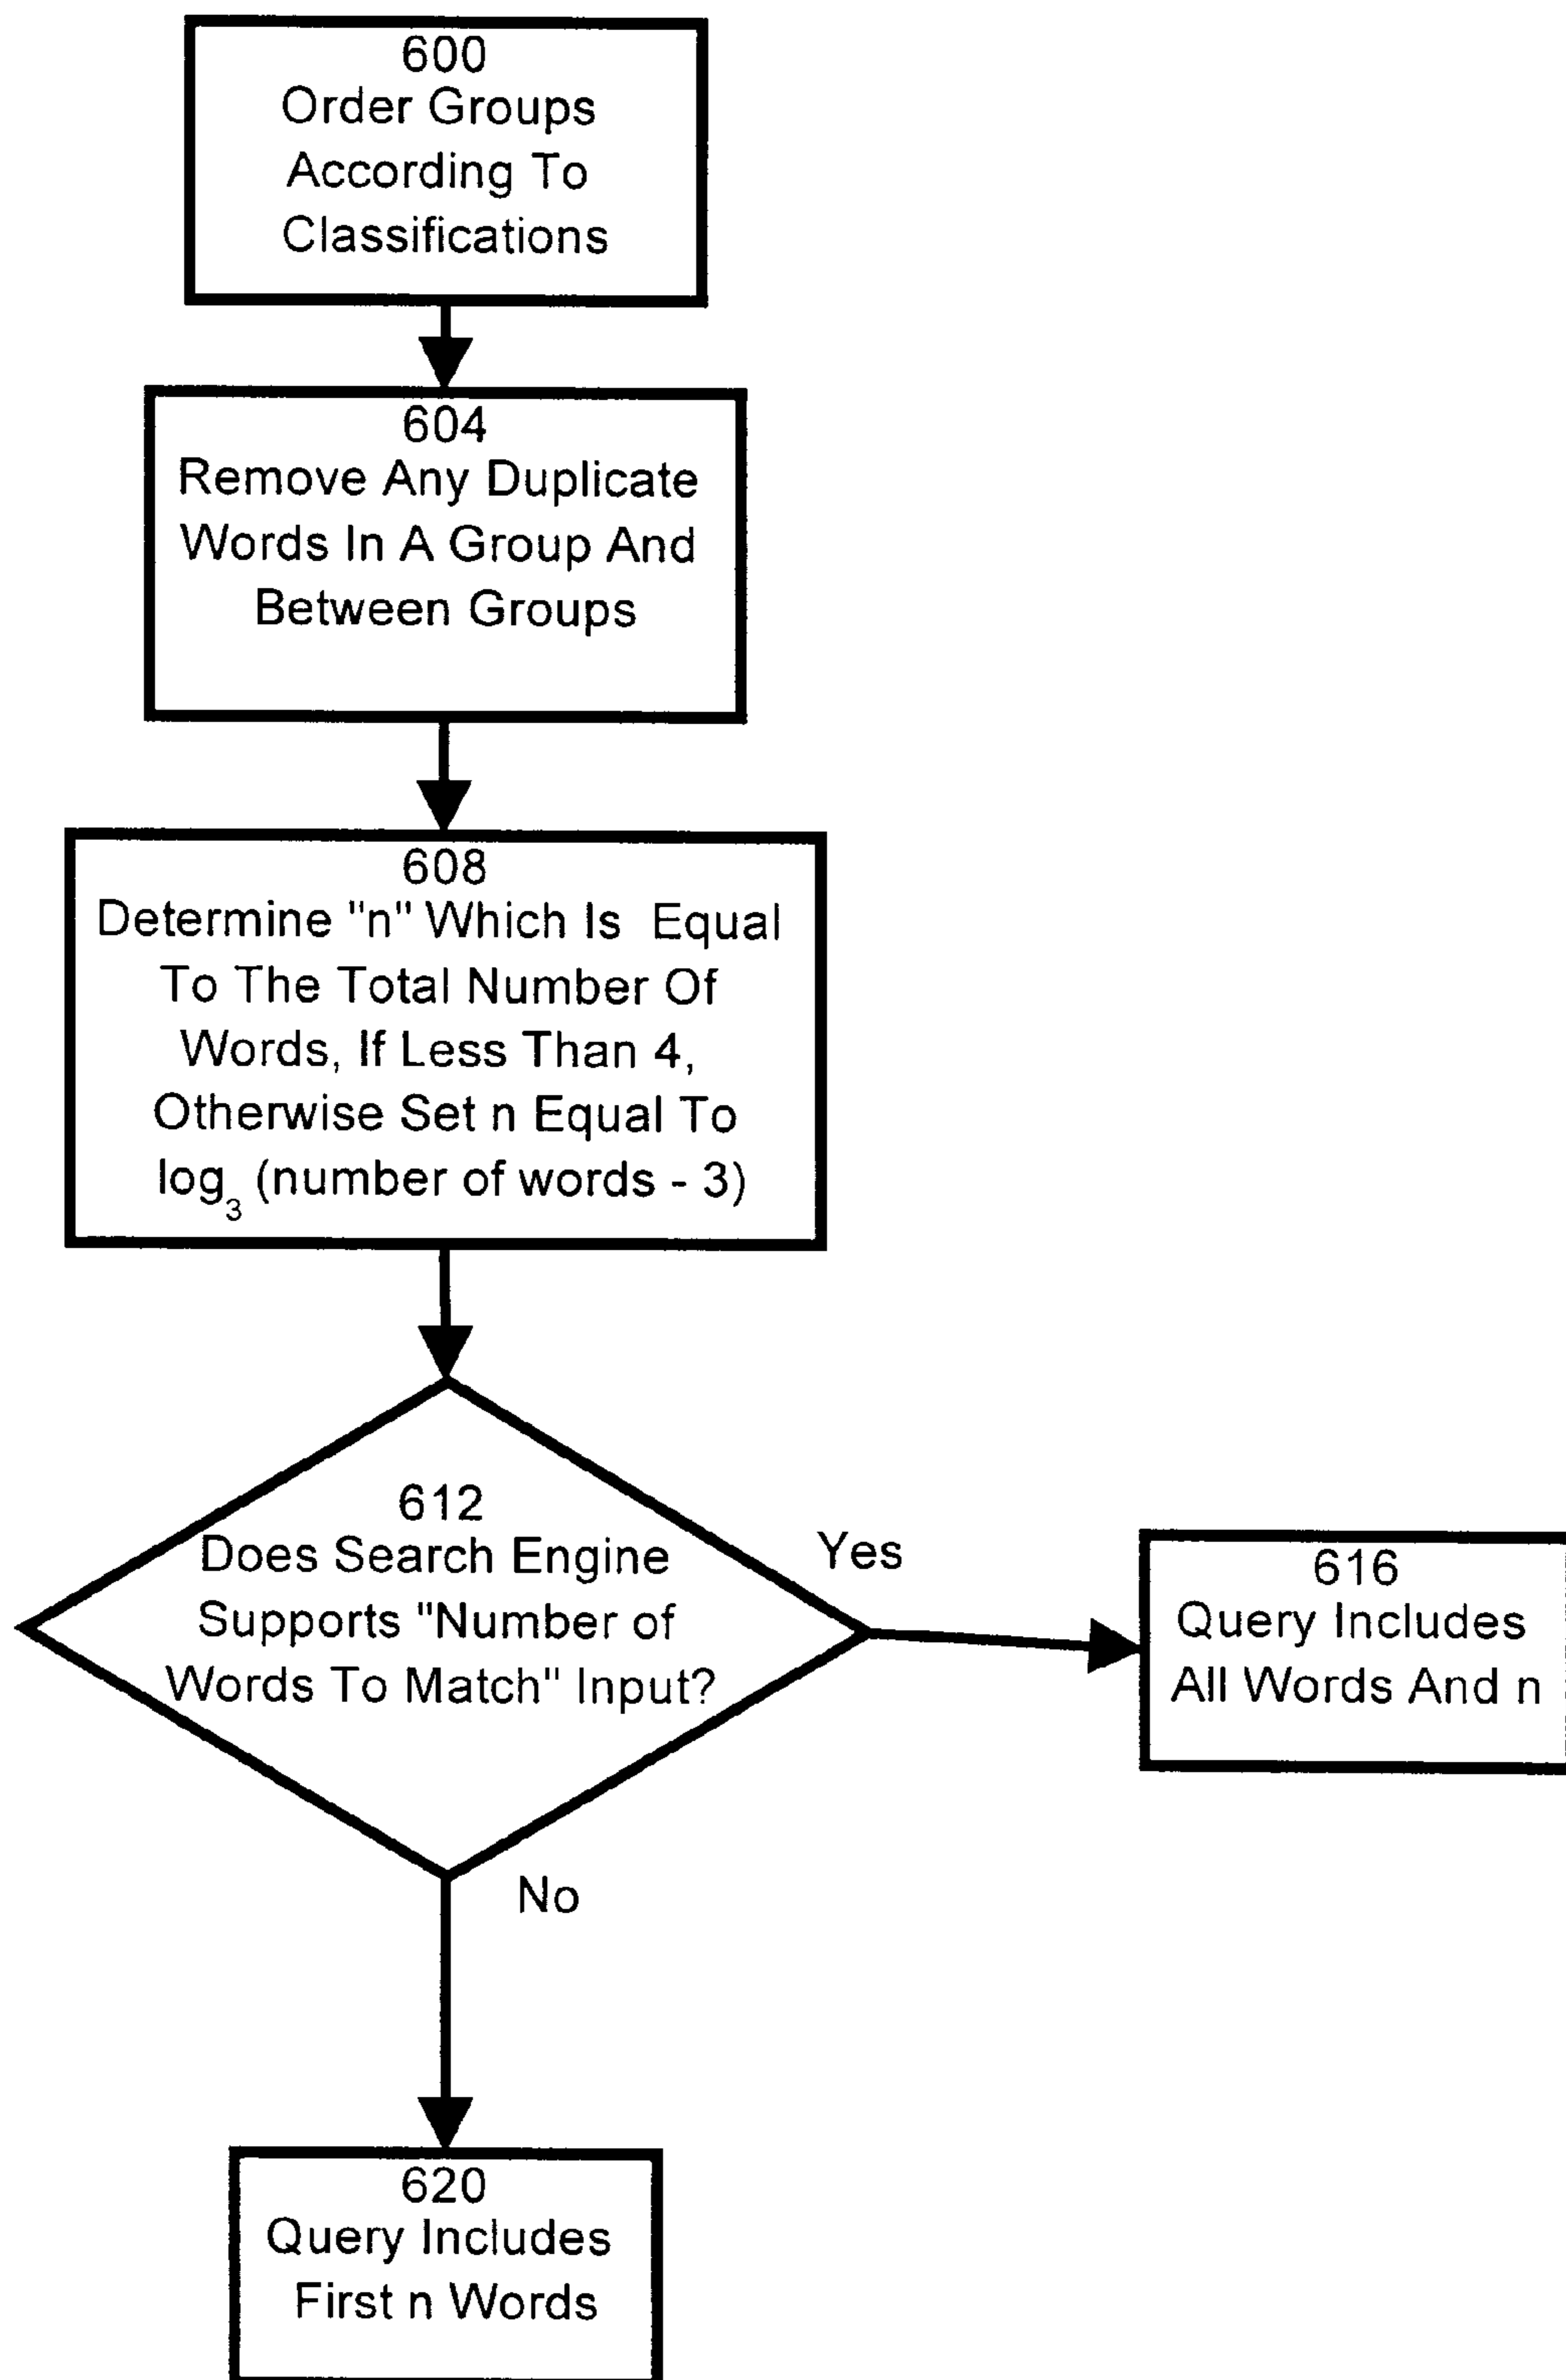 600
Order Groups
According To
Classifications
604
Remove Any Duplicate
Words In A Group And
Between Groups
608
Determine "n" Which Is Equal
To The Total Number Of
Words, If Less Than 4,
Otherwise Set n Equal To
log₃ (number of words - 3)
612
Does Search Engine
Supports "Number of
Words To Match" Input?
Yes
616
Query Includes
All Words And n
No
620
Query Includes
First n Words